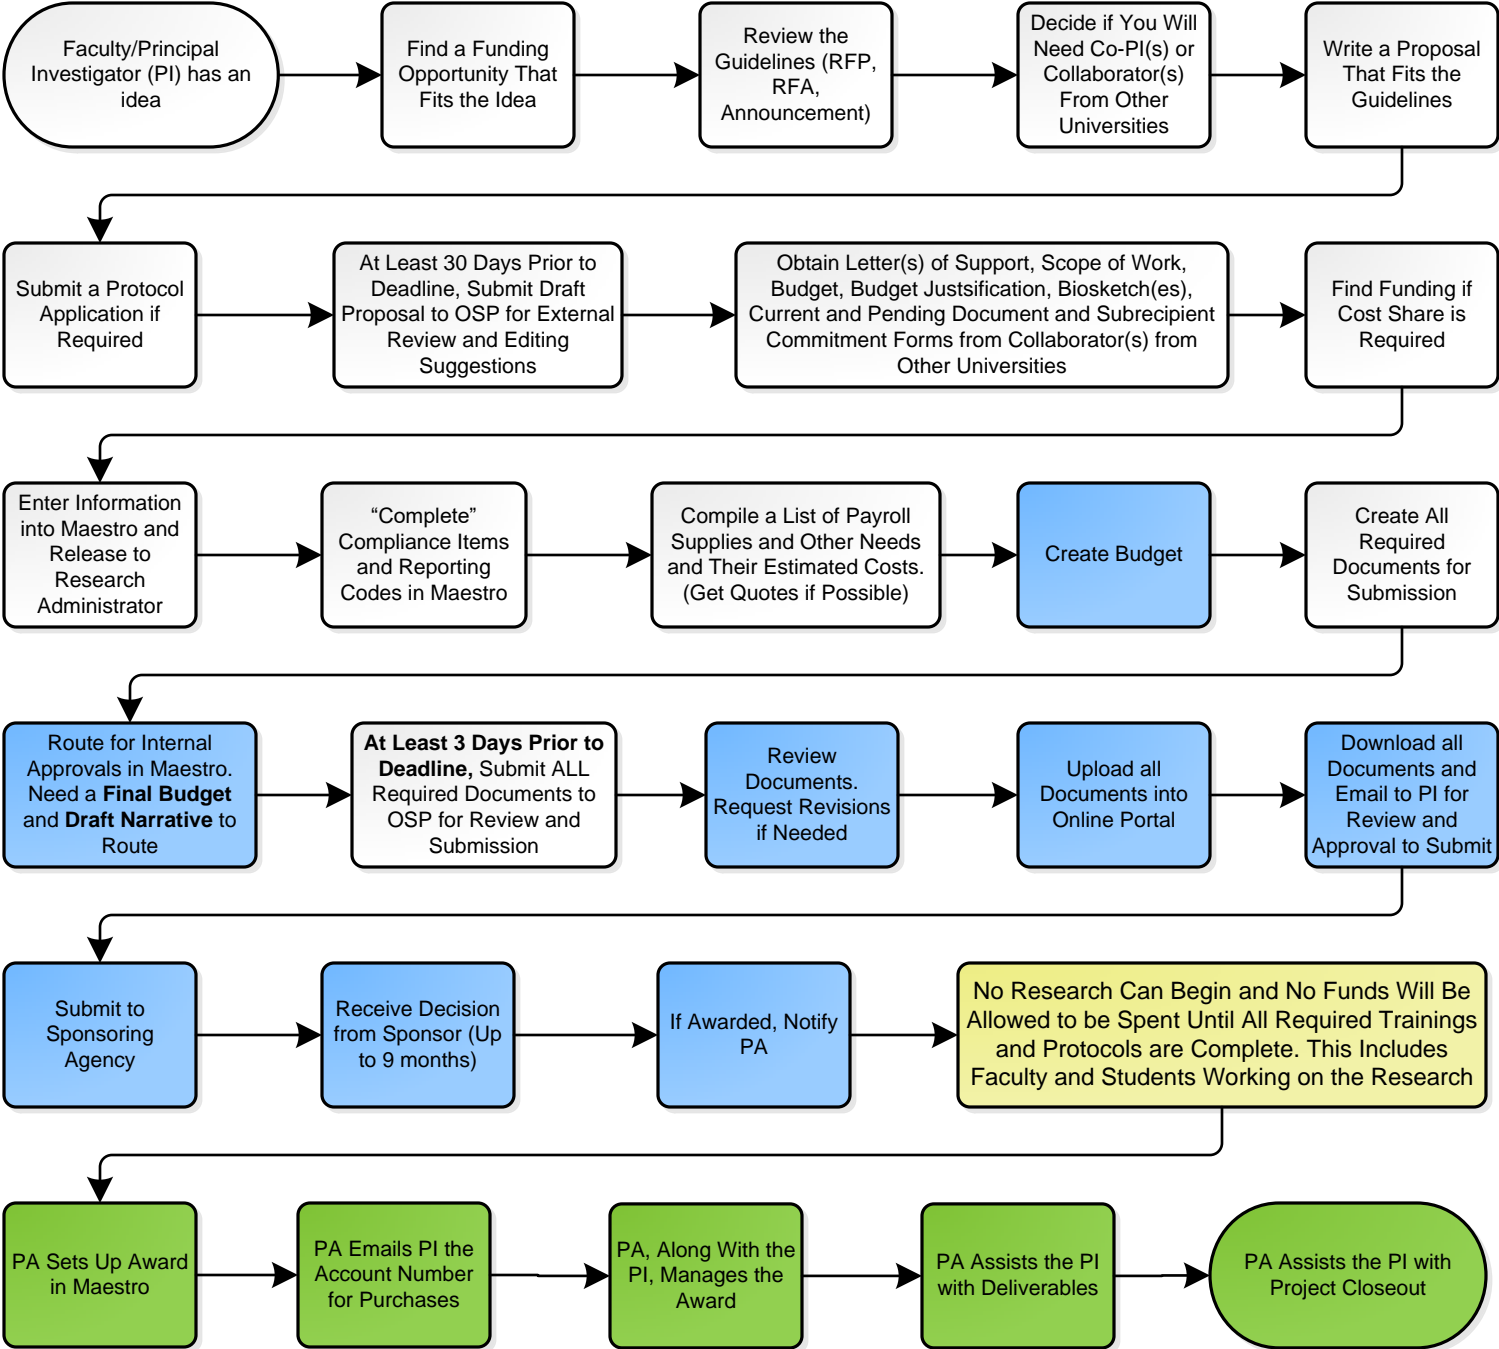 Faculty/Principal
Investigator (PI) has an
idea
Find a Funding
Opportunity That
Fits the Idea
Review the
Guidelines (RFP,
RFA,
Announcement)
Decide if You Will
Need Co-PI(s) or
Collaborator(s)
From Other
Universities
Write a Proposal
That Fits the
Guidelines
Submit a Protocol
Application if
Required
At Least 30 Days Prior to
Deadline, Submit Draft
Proposal to OSP for External
Review and Editing
Suggestions
Obtain Letter(s) of Support, Scope of Work,
Budget, Budget Justsification, Biosketch(es),
Current and Pending Document and Subrecipient
Commitment Forms from Collaborator(s) from
Other Universities
Find Funding if
Cost Share is
Required
Enter Information
into Maestro and
Release to
Research
Administrator
“Complete”
Compliance Items
and Reporting
Codes in Maestro
Compile a List of Payroll
Supplies and Other Needs
and Their Estimated Costs.
(Get Quotes if Possible)
Create Budget
Create All
Required
Documents for
Submission
Route for Internal
Approvals in Maestro.
Need a Final Budget
and Draft Narrative to
Route
At Least 3 Days Prior to
Deadline, Submit ALL
Required Documents to
OSP for Review and
Submission
Review
Documents.
Request Revisions
if Needed
Upload all
Documents into
Online Portal
Download all
Documents and
Email to PI for
Review and
Approval to Submit
Submit to
Sponsoring
Agency
Receive Decision
from Sponsor (Up
to 9 months)
If Awarded, Notify
PA
No Research Can Begin and No Funds Will Be
Allowed to be Spent Until All Required Trainings
and Protocols are Complete. This Includes
Faculty and Students Working on the Research
PA Sets Up Award
in Maestro
PA Emails PI the
Account Number
for Purchases
PA, Along With the
PI, Manages the
Award
PA Assists the PI
with Deliverables
PA Assists the PI with
Project Closeout